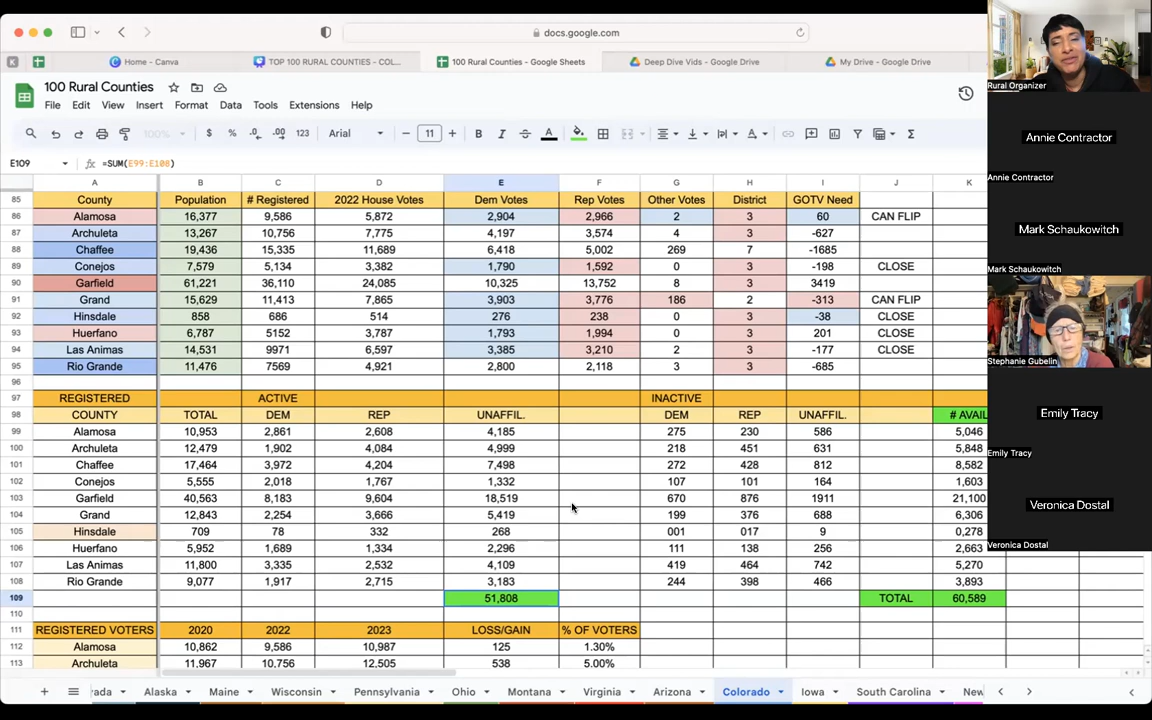 docs.google.com
K Home - Canva TOP 100 RURAL COUNTIES - COL... 100 Rural Counties - Google Sheets Deep Dive Vids - Google Drive My Drive - Google Drive
100 Rural Counties
File Edit View Insert Format Data Tools Extensions Help
100% $ % .0 .00 123 Arial − 11 + B I A Σ
E109 fx =SUM(E99:E108)
A B C D E F G H I J K
85 County Population # Registered 2022 House Votes Dem Votes Rep Votes Other Votes District GOTV Need
86 Alamosa 16,377 9,586 5,872 2,904 2,966 2 3 60 CAN FLIP
87 Archuleta 13,267 10,756 7,775 4,197 3,574 4 3 -627
88 Chaffee 19,436 15,335 11,689 6,418 5,002 269 7 -1685
89 Conejos 7,579 5,134 3,382 1,790 1,592 0 3 -198 CLOSE
90 Garfield 61,221 36,110 24,085 10,325 13,752 8 3 3419
91 Grand 15,629 11,413 7,865 3,903 3,776 186 2 -313 CAN FLIP
92 Hinsdale 858 686 514 276 238 0 3 -38 CLOSE
93 Huerfano 6,787 5152 3,787 1,793 1,994 0 3 201 CLOSE
94 Las Animas 14,531 9971 6,597 3,385 3,210 2 3 -177 CLOSE
95 Rio Grande 11,476 7569 4,921 2,800 2,118 3 3 -685
96
97 REGISTERED ACTIVE INACTIVE
98 COUNTY TOTAL DEM REP UNAFFIL. DEM REP UNAFFIL. # AVAIL
99 Alamosa 10,953 2,861 2,608 4,185 275 230 586 5,046
100 Archuleta 12,479 1,902 4,084 4,999 218 451 631 5,848
101 Chaffee 17,464 3,972 4,204 7,498 272 428 812 8,582
102 Conejos 5,555 2,018 1,767 1,332 107 101 164 1,603
103 Garfield 40,563 8,183 9,604 18,519 670 876 1911 21,100
104 Grand 12,843 2,254 3,666 5,419 199 376 688 6,306
105 Hinsdale 709 78 332 268 001 017 9 0,278
106 Huerfano 5,952 1,689 1,334 2,296 111 138 256 2,663
107 Las Animas 11,800 3,335 2,532 4,109 419 464 742 5,270
108 Rio Grande 9,077 1,917 2,715 3,183 244 398 466 3,893
109 51,808 TOTAL 60,589
110
111 REGISTERED VOTERS 2020 2022 2023 LOSS/GAIN % OF VOTERS
112 Alamosa 10,862 9,586 10,987 125 1.30%
113 Archuleta 11,967 10,756 12,505 538 5.00%
+ vada Alaska Maine Wisconsin Pennsylvania Ohio Montana Virginia Arizona Colorado Iowa South Carolina New
Rural Organizer
Annie Contractor
Annie Contractor
Mark Schaukowitch
Mark Schaukowitch
Stephanie Gubelin
Emily Tracy
Emily Tracy
Veronica Dostal
Veronica Dostal